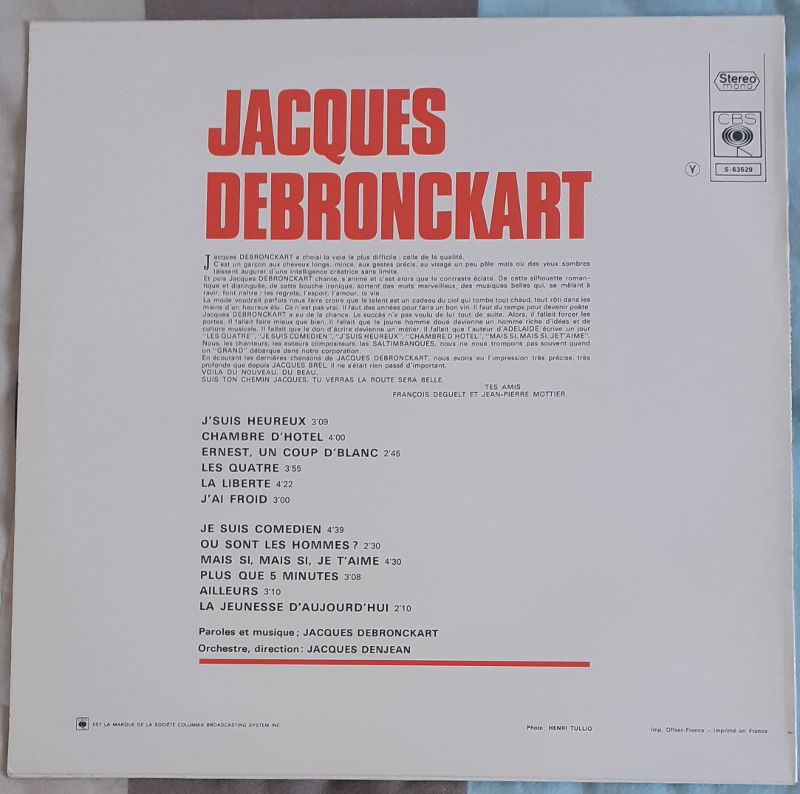 Stereo
mono
CBS
S-63529
Y
JACQUES
DEBRONCKART
Jacques DEBRONCKART a choisi la voie la plus difficile : celle de la qualité.
C'est un garçon aux cheveux longs, mince, aux gestes précis, au visage un peu pâle mais où des yeux sombres
laissent augurer d'une intelligence créatrice sans limite.
Et puis Jacques DEBRONCKART chante, s'anime et c'est alors que le contraste éclate. De cette silhouette roman-
tique et distinguée, de cette bouche ironique, sortent des mots merveilleux, des musiques belles qui, se mêlant à
ravir, font naître : les regrets, l'espoir, l'amour, la vie.
La mode voudrait parfois nous faire croire que le talent est un cadeau du ciel qui tombe tout chaud, tout rôti dans les
mains d'un heureux élu. Ce n'est pas vrai. Il faut des années pour faire un bon vin. Il faut du temps pour devenir poète.
Jacques DEBRONCKART a eu de la chance. Le succès n'a pas voulu de lui tout de suite. Alors, il fallait forcer les
portes. Il fallait faire mieux que bien. Il fallait que le jeune homme doué devienne un homme riche d'idées et de
culture musicale. Il fallait que le don d'écrire devienne un métier. Il fallait que l'auteur d'ADELAIDE écrive un jour
"LES QUATRE", "JE SUIS COMEDIEN", "J'SUIS HEUREUX", "CHAMBRE D'HOTEL", "MAIS SI, MAIS SI, JE T'AIME".
Nous, les chanteurs, les auteurs compositeurs, les SALTIMBANQUES, nous ne nous trompons pas souvent quand
un "GRAND" débarque dans notre corporation.
En écoutant les dernières chansons de JACQUES DEBRONCKART, nous avons eu l'impression très précise, très
profonde que depuis JACQUES BREL, il ne s'était rien passé d'important.
VOILA DU NOUVEAU, DU BEAU,
SUIS TON CHEMIN JACQUES, TU VERRAS LA ROUTE SERA BELLE.
TES AMIS
FRANÇOIS DEGUELT ET JEAN-PIERRE MOTTIER.
J'SUIS HEUREUX 3'09
CHAMBRE D'HOTEL 4'00
ERNEST, UN COUP D'BLANC 2'45
LES QUATRE 3'55
LA LIBERTE 4'22
J'AI FROID 3'00
JE SUIS COMEDIEN 4'39
OU SONT LES HOMMES ? 2'30
MAIS SI, MAIS SI, JE T'AIME 4'30
PLUS QUE 5 MINUTES 3'08
AILLEURS 3'10
LA JEUNESSE D'AUJOURD'HUI 2'10
Paroles et musique ; JACQUES DEBRONCKART
Orchestre, direction : JACQUES DENJEAN
EST LA MARQUE DE LA SOCIÉTÉ COLUMBIA BROADCASTING SYSTEM INC.
Photo : HENRI TULLIO
Imp. Offset-France - Imprimé en France